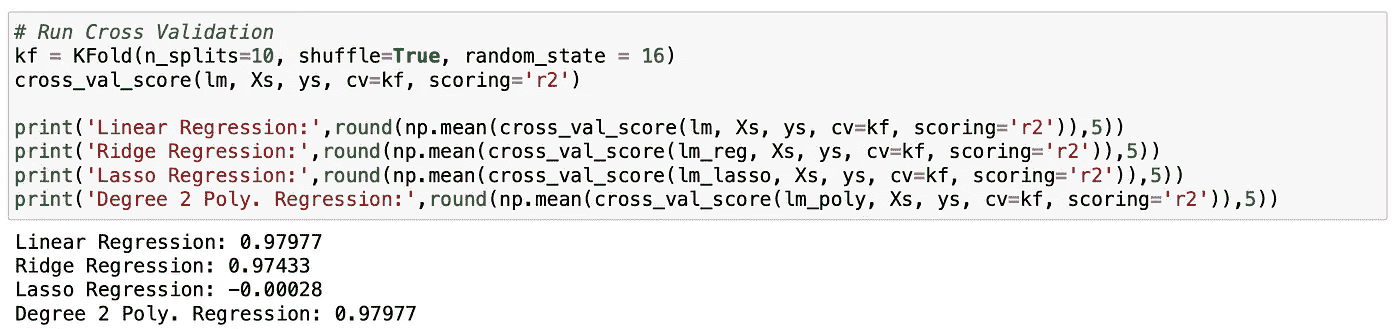 # Run Cross Validation
kf = KFold(n_splits=10, shuffle=True, random_state = 16)
cross_val_score(lm, Xs, ys, cv=kf, scoring='r2')
print('Linear Regression:',round(np.mean(cross_val_score(lm, Xs, ys, cv=kf, scoring='r2')),5))
print('Ridge Regression:',round(np.mean(cross_val_score(lm_reg, Xs, ys, cv=kf, scoring='r2')),5))
print('Lasso Regression:',round(np.mean(cross_val_score(lm_lasso, Xs, ys, cv=kf, scoring='r2')),5))
print('Degree 2 Poly. Regression:',round(np.mean(cross_val_score(lm_poly, Xs, ys, cv=kf, scoring='r2')),5))
Linear Regression: 0.97977
Ridge Regression: 0.97433
Lasso Regression: -0.00028
Degree 2 Poly. Regression: 0.97977